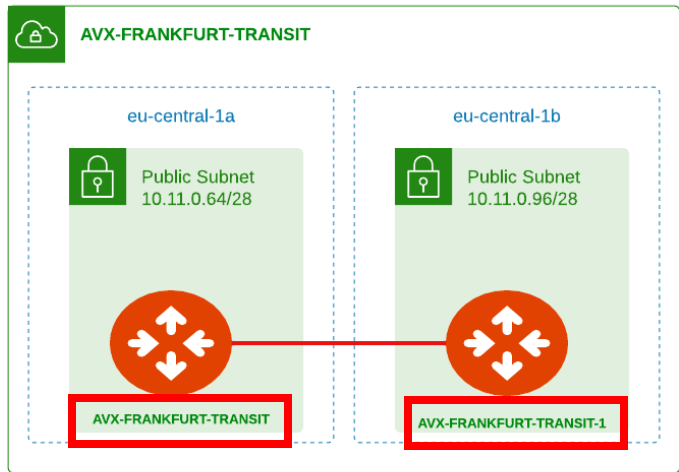 AVX-FRANKFURT-TRANSIT
eu-central-1a
Public Subnet
10.11.0.64/28
AVX-FRANKFURT-TRANSIT
eu-central-1b
Public Subnet
10.11.0.96/28
AVX-FRANKFURT-TRANSIT-1